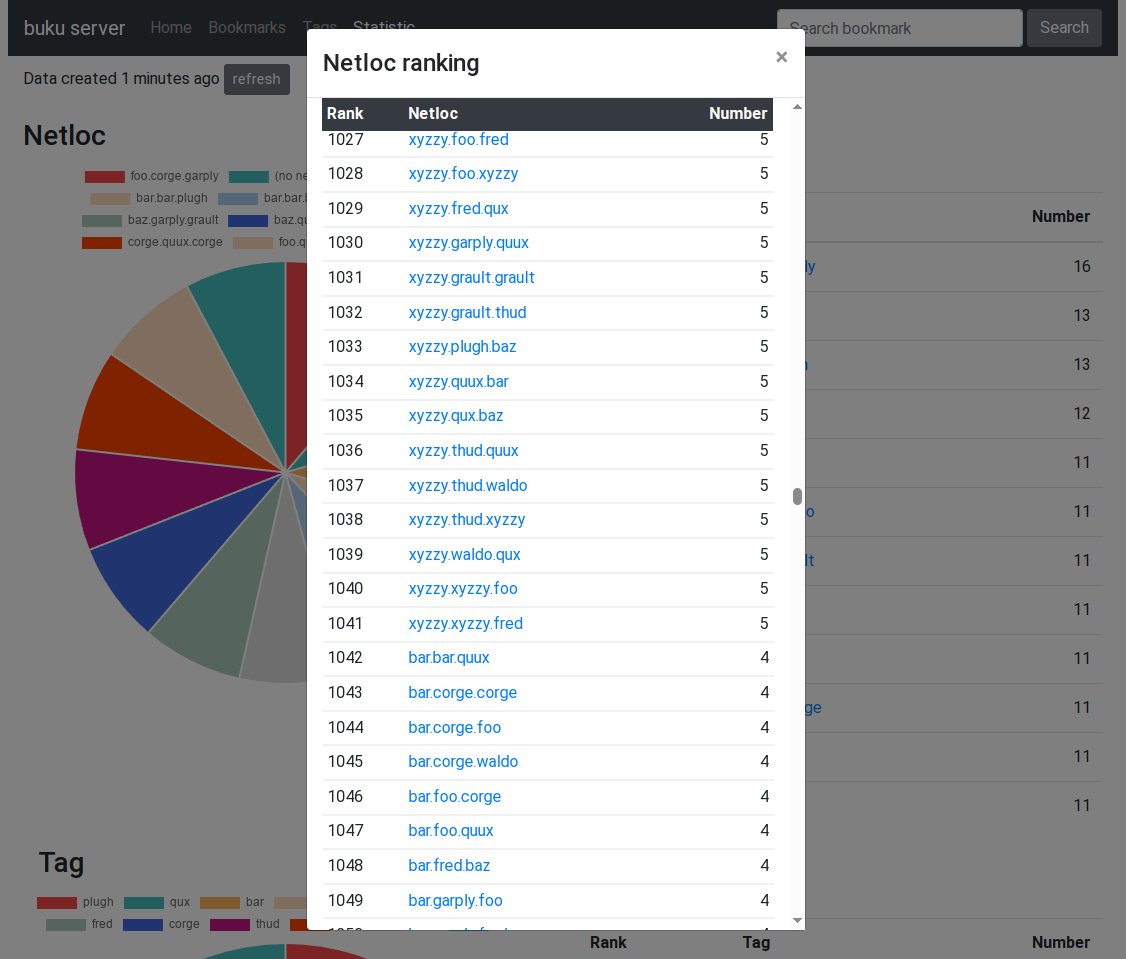 buku server Home Bookmarks Tags Statistic Search bookmark Search
Data created 1 minutes ago refresh
Netloc
foo.corge.garply (no ne
bar.bar.plugh bar.bar.
baz.garply.grault baz.q
corge.quux.corge foo.q
Number
ly 16
13
13
12
11
o 11
lt 11
11
11
ge 11
11
11
Netloc ranking ×
Rank Netloc Number
1027 xyzzy.foo.fred 5
1028 xyzzy.foo.xyzzy 5
1029 xyzzy.fred.qux 5
1030 xyzzy.garply.quux 5
1031 xyzzy.grault.grault 5
1032 xyzzy.grault.thud 5
1033 xyzzy.plugh.baz 5
1034 xyzzy.quux.bar 5
1035 xyzzy.qux.baz 5
1036 xyzzy.thud.quux 5
1037 xyzzy.thud.waldo 5
1038 xyzzy.thud.xyzzy 5
1039 xyzzy.waldo.qux 5
1040 xyzzy.xyzzy.foo 5
1041 xyzzy.xyzzy.fred 5
1042 bar.bar.quux 4
1043 bar.corge.corge 4
1044 bar.corge.foo 4
1045 bar.corge.waldo 4
1046 bar.foo.corge 4
1047 bar.foo.quux 4
1048 bar.fred.baz 4
1049 bar.garply.foo 4
Tag
plugh qux bar
fred corge thud
Rank Tag Number